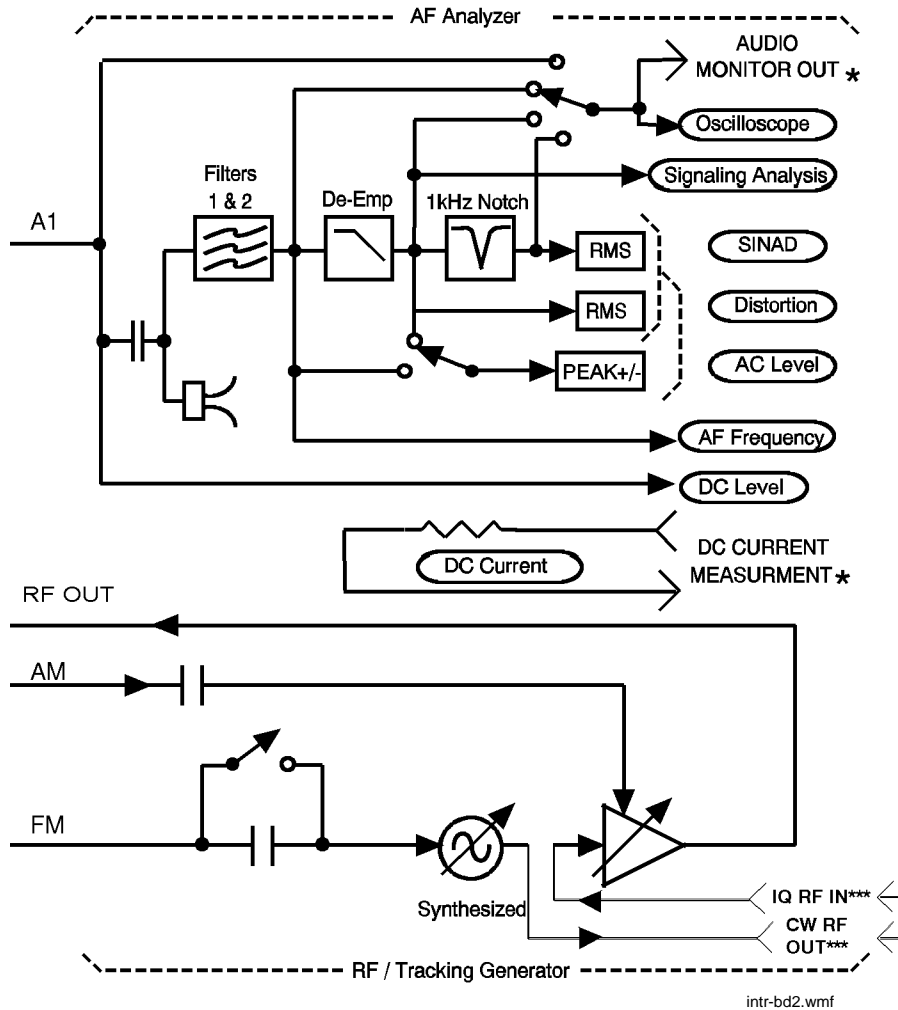 AF Analyzer
AUDIO
MONITOR OUT *
Oscilloscope
Signaling Analysis
Filters
1 & 2
De-Emp
1kHz Notch
A1
RMS
SINAD
RMS
Distortion
PEAK+/-
AC Level
AF Frequency
DC Level
DC Current
DC CURRENT
MEASURMENT *
RF OUT
AM
FM
Synthesized
IQ RF IN***
CW RF
OUT***
RF / Tracking Generator
intr-bd2.wmf